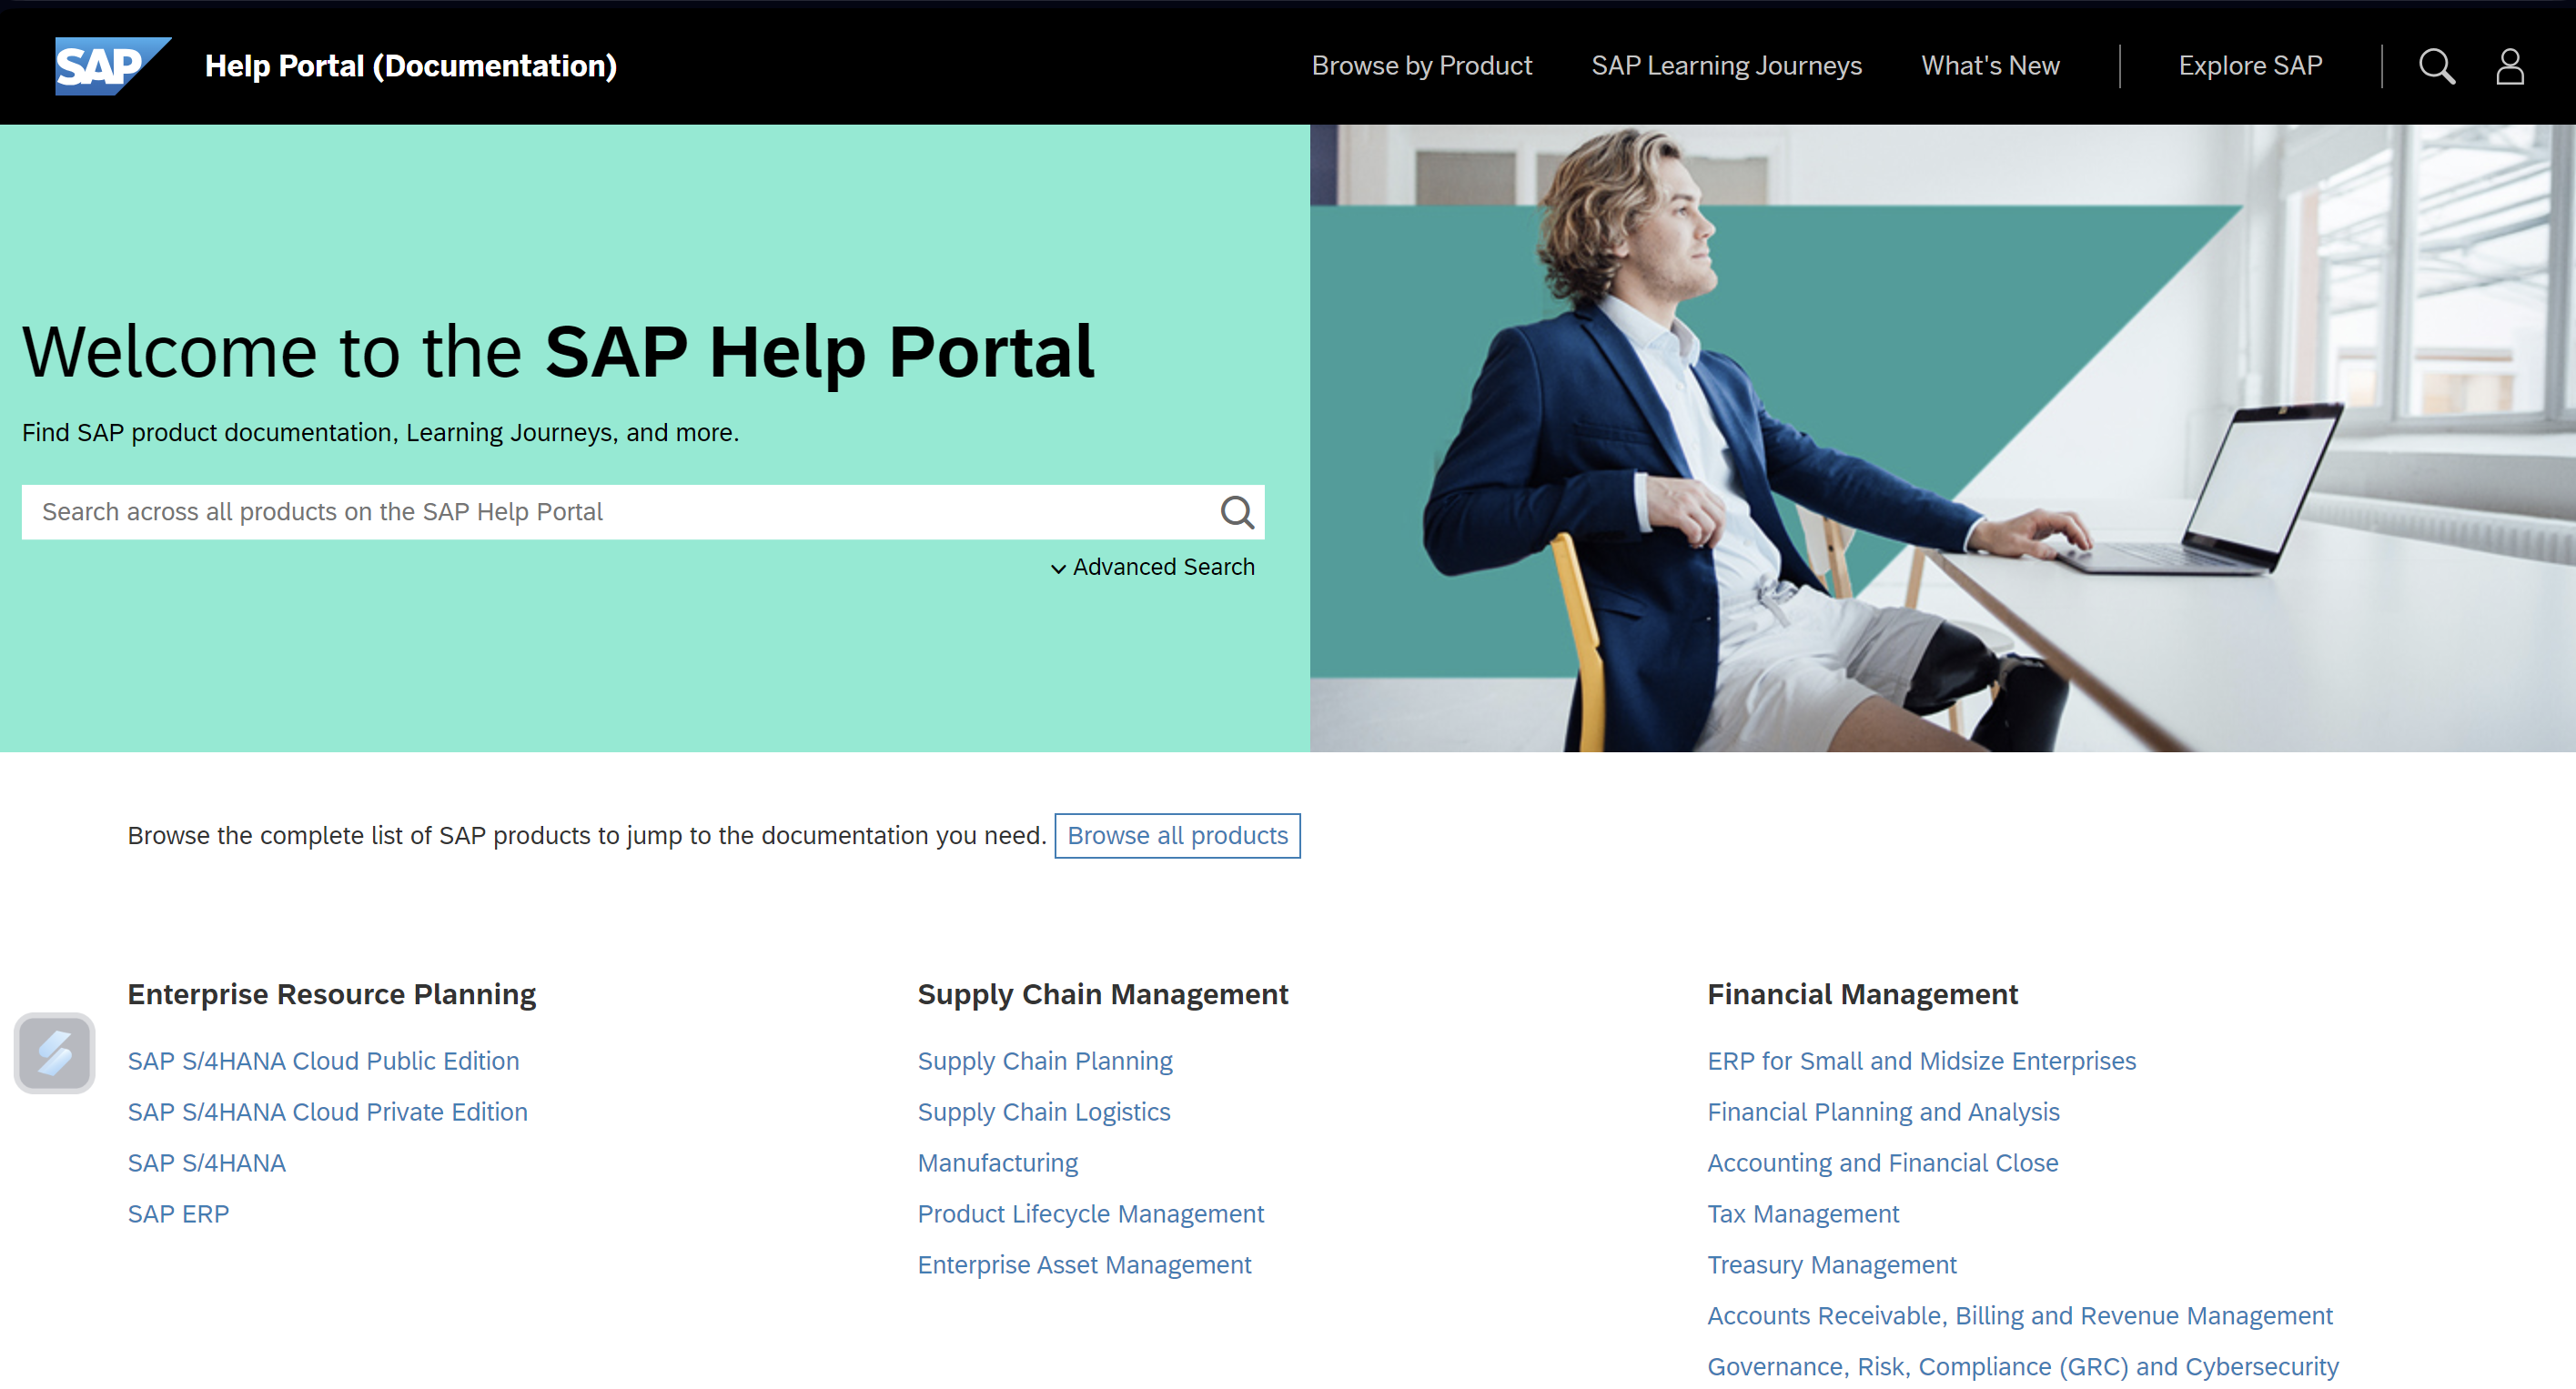 SAP
Help Portal (Documentation)
Browse by Product
SAP Learning Journeys
What's New
Explore SAP
Welcome to the SAP Help Portal
Find SAP product documentation, Learning Journeys, and more.
Search across all products on the SAP Help Portal
Advanced Search
Browse the complete list of SAP products to jump to the documentation you need. Browse all products
Enterprise Resource Planning
SAP S/4HANA Cloud Public Edition
SAP S/4HANA Cloud Private Edition
SAP S/4HANA
SAP ERP
Supply Chain Management
Supply Chain Planning
Supply Chain Logistics
Manufacturing
Product Lifecycle Management
Enterprise Asset Management
Financial Management
ERP for Small and Midsize Enterprises
Financial Planning and Analysis
Accounting and Financial Close
Tax Management
Treasury Management
Accounts Receivable, Billing and Revenue Management
Governance, Risk, Compliance (GRC) and Cybersecurity